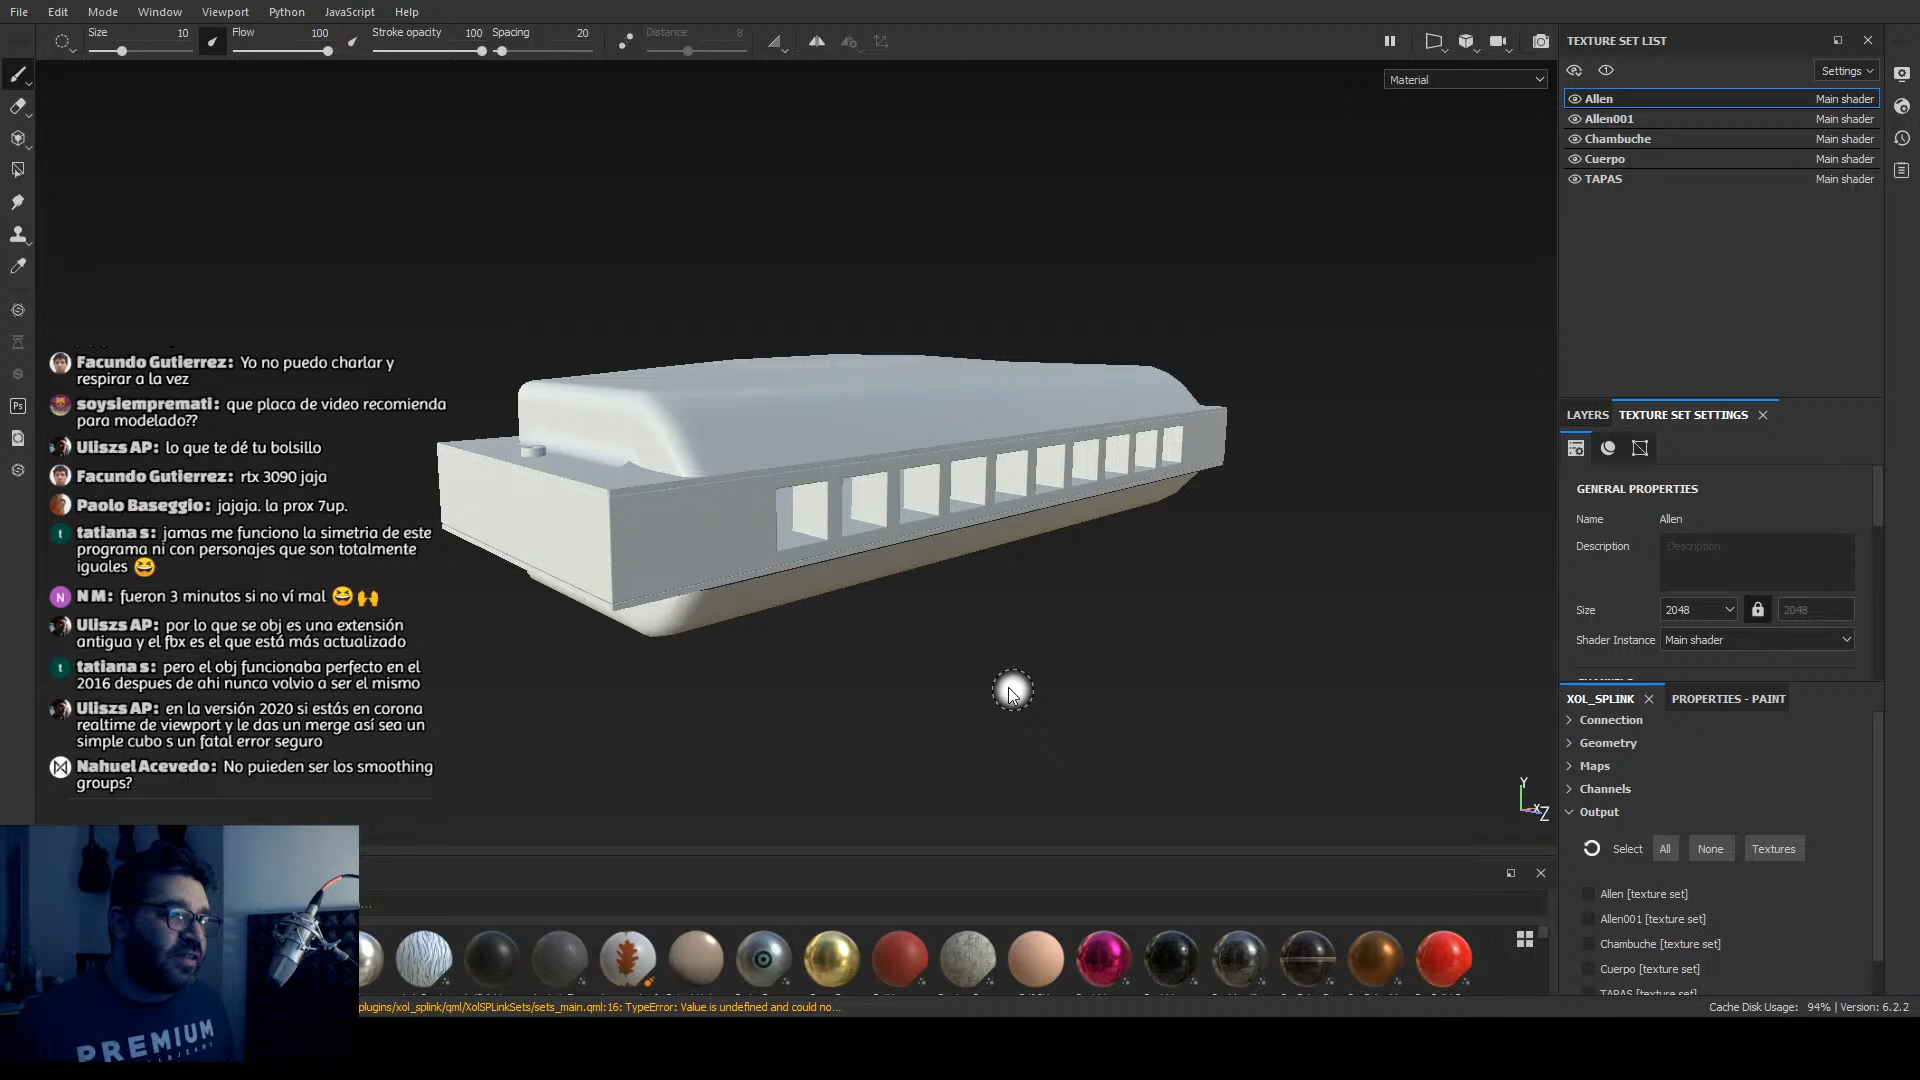 File Edit Mode Window Viewport Python JavaScript Help
Size 10 Flow 100 Stroke opacity 100 Spacing 20 Distance 8
Material
TEXTURE SET LIST
Settings
Allen Main shader
Allen001 Main shader
Chambuche Main shader
Cuerpo Main shader
TAPAS Main shader
Facundo Gutierrez: Yo no puedo charlar y
respirar a la vez
soysiempremati: que placa de video recomienda
para modelado??
Uliszs AP: lo que te dé tu bolsillo
Facundo Gutierrez: rtx 3090 jaja
Paolo Baseggio: jajaja. la prox 7up.
t tatiana s: jamas me funciono la simetria de este
programa ni con personajes que son totalmente
iguales
N N M: fueron 3 minutos si no ví mal
Uliszs AP: por lo que se obj es una extensión
antigua y el fbx es el que está más actualizado
t tatiana s: pero el obj funcionaba perfecto en el
2016 despues de ahi nunca volvio a ser el mismo
Uliszs AP: en la versión 2020 si estás en corona
realtime de viewport y le das un merge así sea un
simple cubo s un fatal error seguro
Nahuel Acevedo: No puieden ser los smoothing
groups?
Ps
Y
X
Z
LAYERS TEXTURE SET SETTINGS
GENERAL PROPERTIES
Name Allen
Description Description
Size 2048 2048
Shader Instance Main shader
XOL_SPLINK PROPERTIES - PAINT
Connection
Geometry
Maps
Channels
Output
Select All None Textures
Allen [texture set]
Allen001 [texture set]
Chambuche [texture set]
Cuerpo [texture set]
TAPAS [texture set]
PREMIUM
plugins/xol_splink/qml/XolSPLinkSets/sets_main.qml:16: TypeError: Value is undefined and could no...
Cache Disk Usage: 94% | Version: 6.2.2